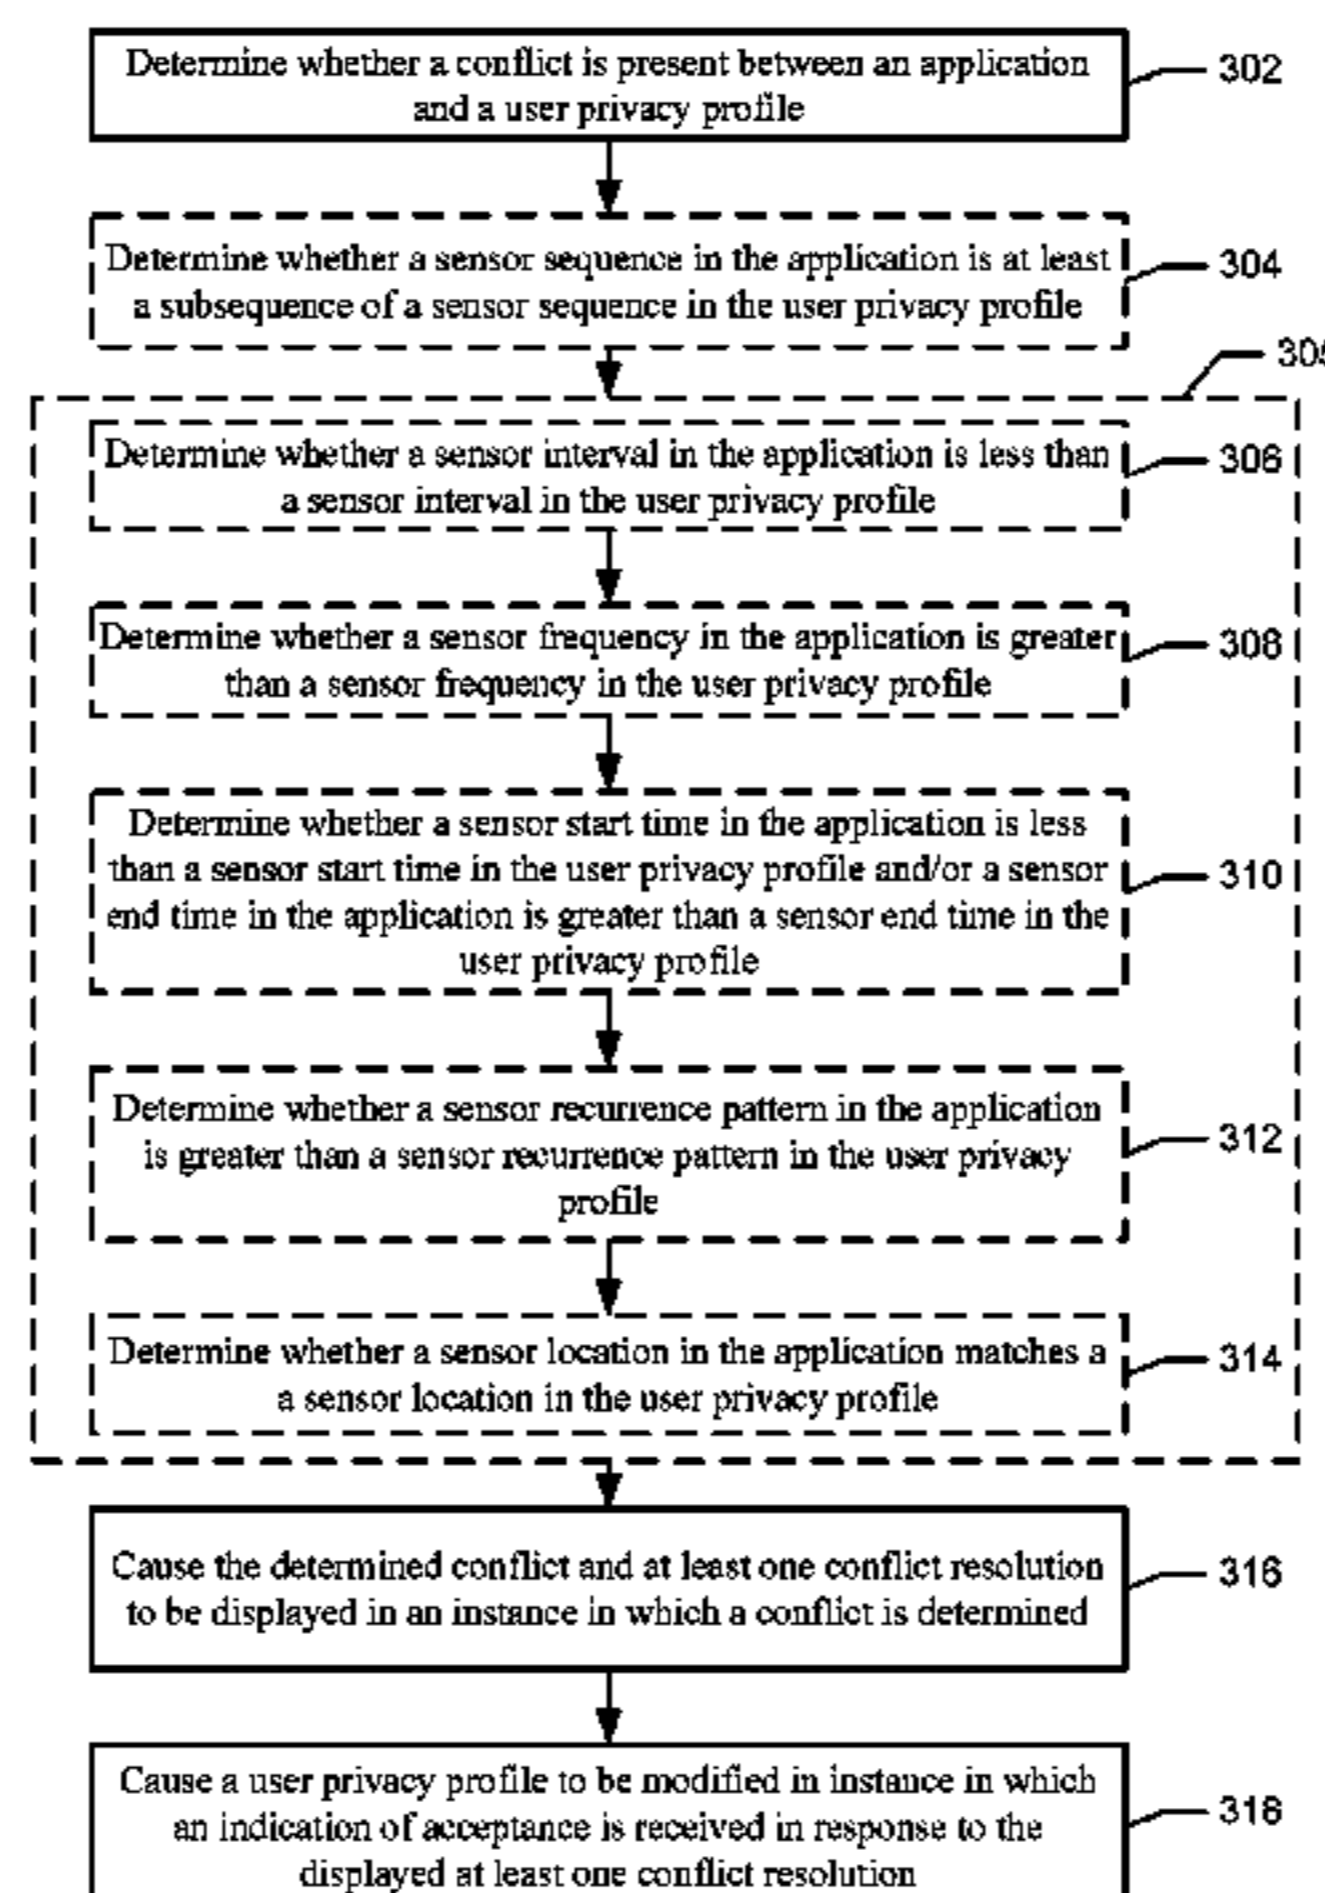 Determine whether a conflict is present between an application
and a user privacy profile
302
Determine whether a sensor sequence in the application is at least
a subsequence of a sensor sequence in the user privacy profile
304
305
Determine whether a sensor interval in the application is less than
a sensor interval in the user privacy profile
306
Determine whether a sensor frequency in the application is greater
than a sensor frequency in the user privacy profile
308
Determine whether a sensor start time in the application is less
than a sensor start time in the user privacy profile and/or a sensor
end time in the application is greater than a sensor end time in the
user privacy profile
310
Determine whether a sensor recurrence pattern in the application
is greater than a sensor recurrence pattern in the user privacy
profile
312
Determine whether a sensor location in the application matches a
a sensor location in the user privacy profile
314
Cause the determined conflict and at least one conflict resolution
to be displayed in an instance in which a conflict is determined
316
Cause a user privacy profile to be modified in instance in which
an indication of acceptance is received in response to the
displayed at least one conflict resolution
318